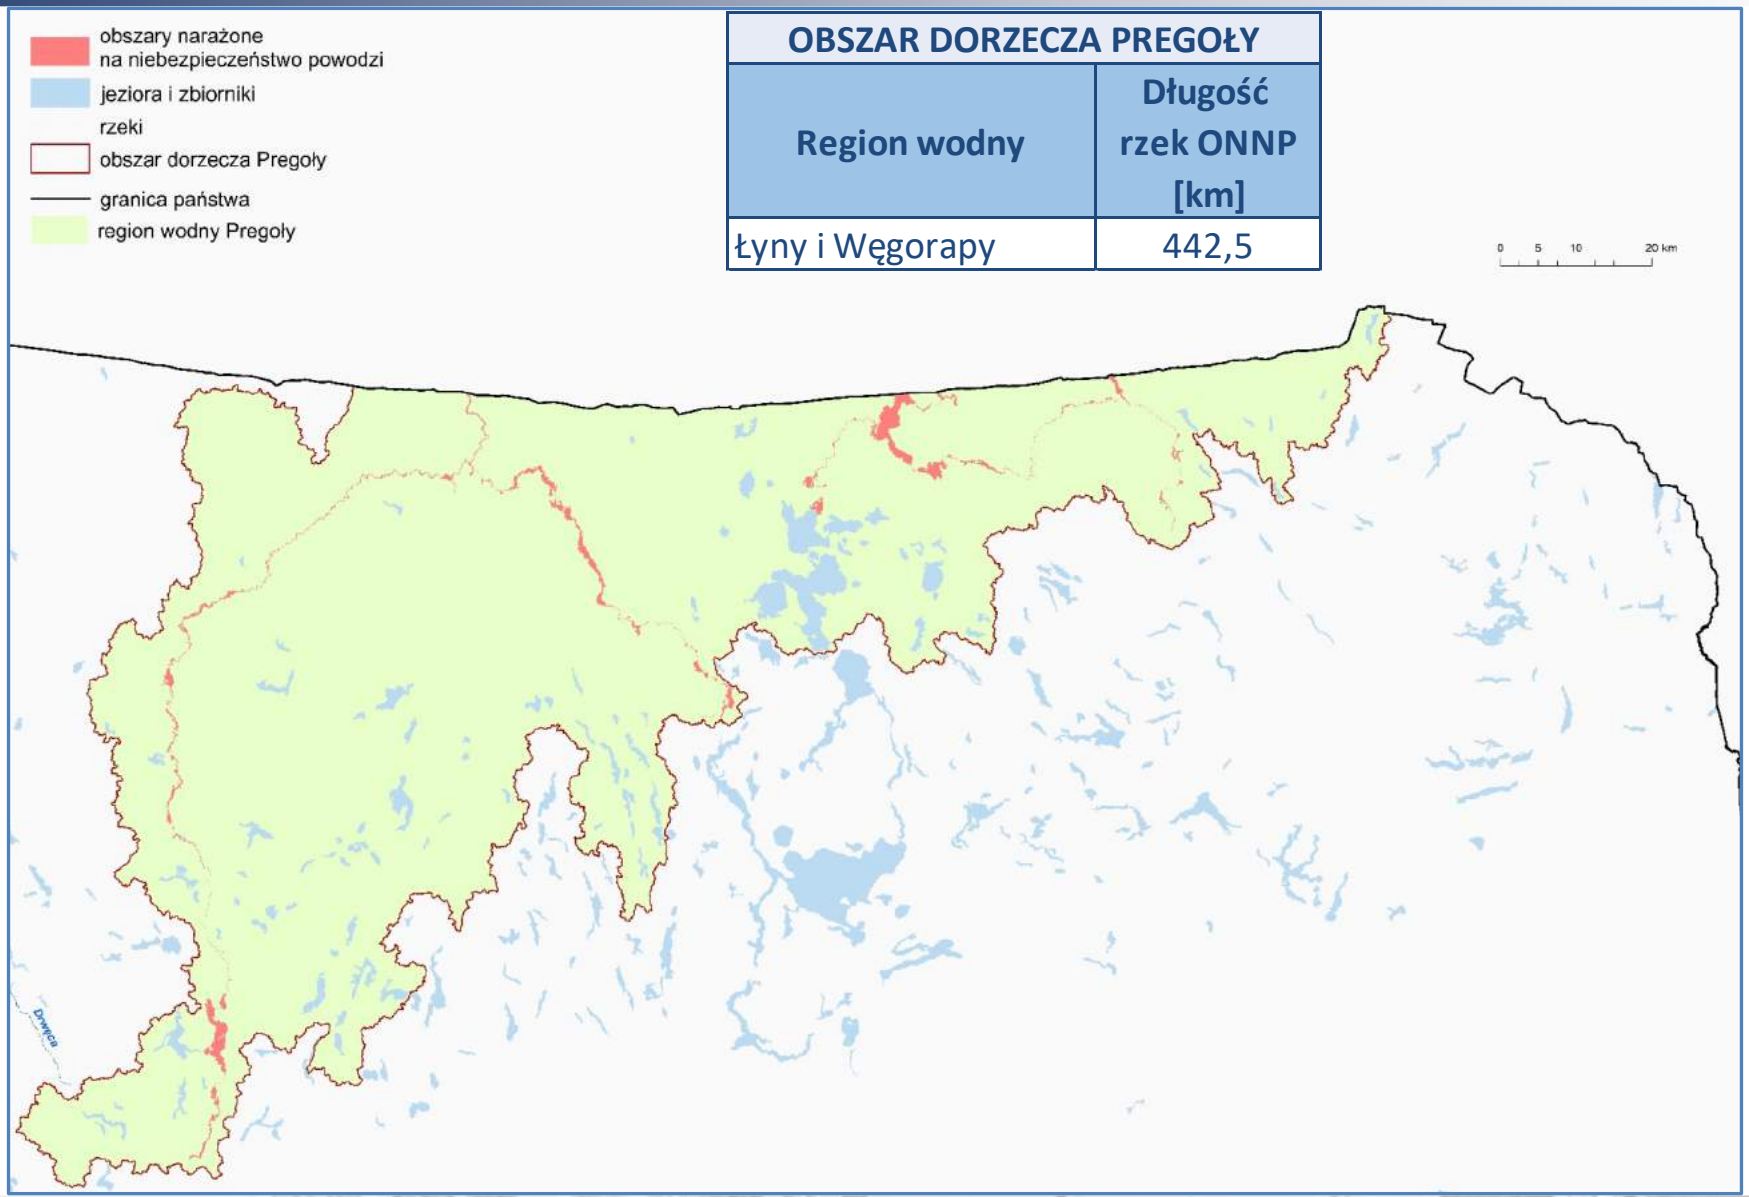 obszary narażone
na niebezpieczeństwo powodzi
jeziora i zbiorniki
rzeki
obszar dorzecza Pregoły
granica państwa
region wodny Pregoły
OBSZAR DORZECZA PREGOŁY
Region wodny
Długość
rzek ONNP
[km]
Łyny i Węgorapy
442,5
0 5 10 20 km
Drwęca